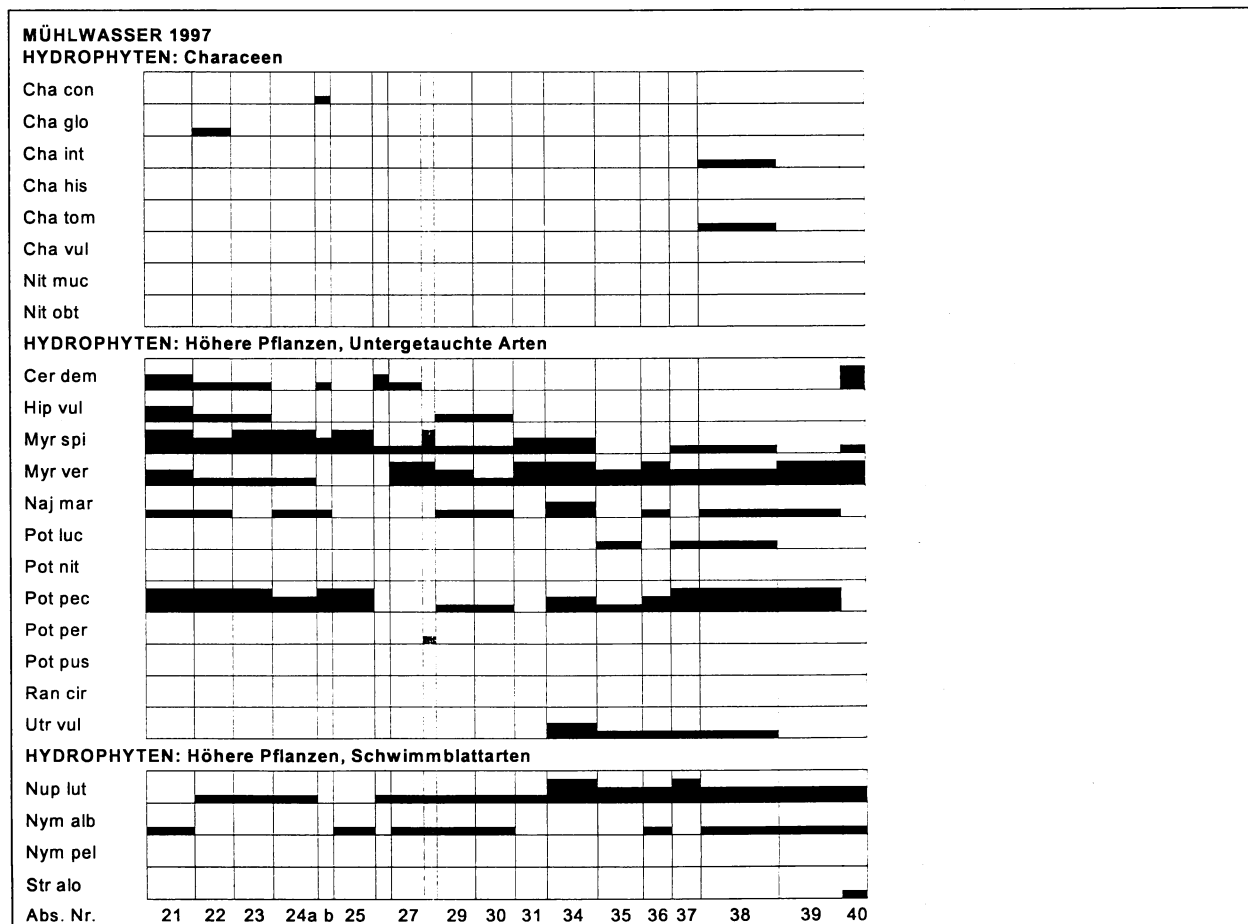 MÜHLWASSER 1997
HYDROPHYTEN: Characeen
Cha con
Cha glo
Cha int
Cha his
Cha tom
Cha vul
Nit muc
Nit obt
HYDROPHYTEN: Höhere Pflanzen, Untergetauchte Arten
Cer dem
Hip vul
Myr spi
Myr ver
Naj mar
Pot luc
Pot nit
Pot pec
Pot per
Pot pus
Ran cir
Utr vul
HYDROPHYTEN: Höhere Pflanzen, Schwimmblattarten
Nup lut
Nym alb
Nym pel
Str alo
Abs. Nr. 21 22 23 24a b 25 27 29 30 31 34 35 36 37 38 39 40